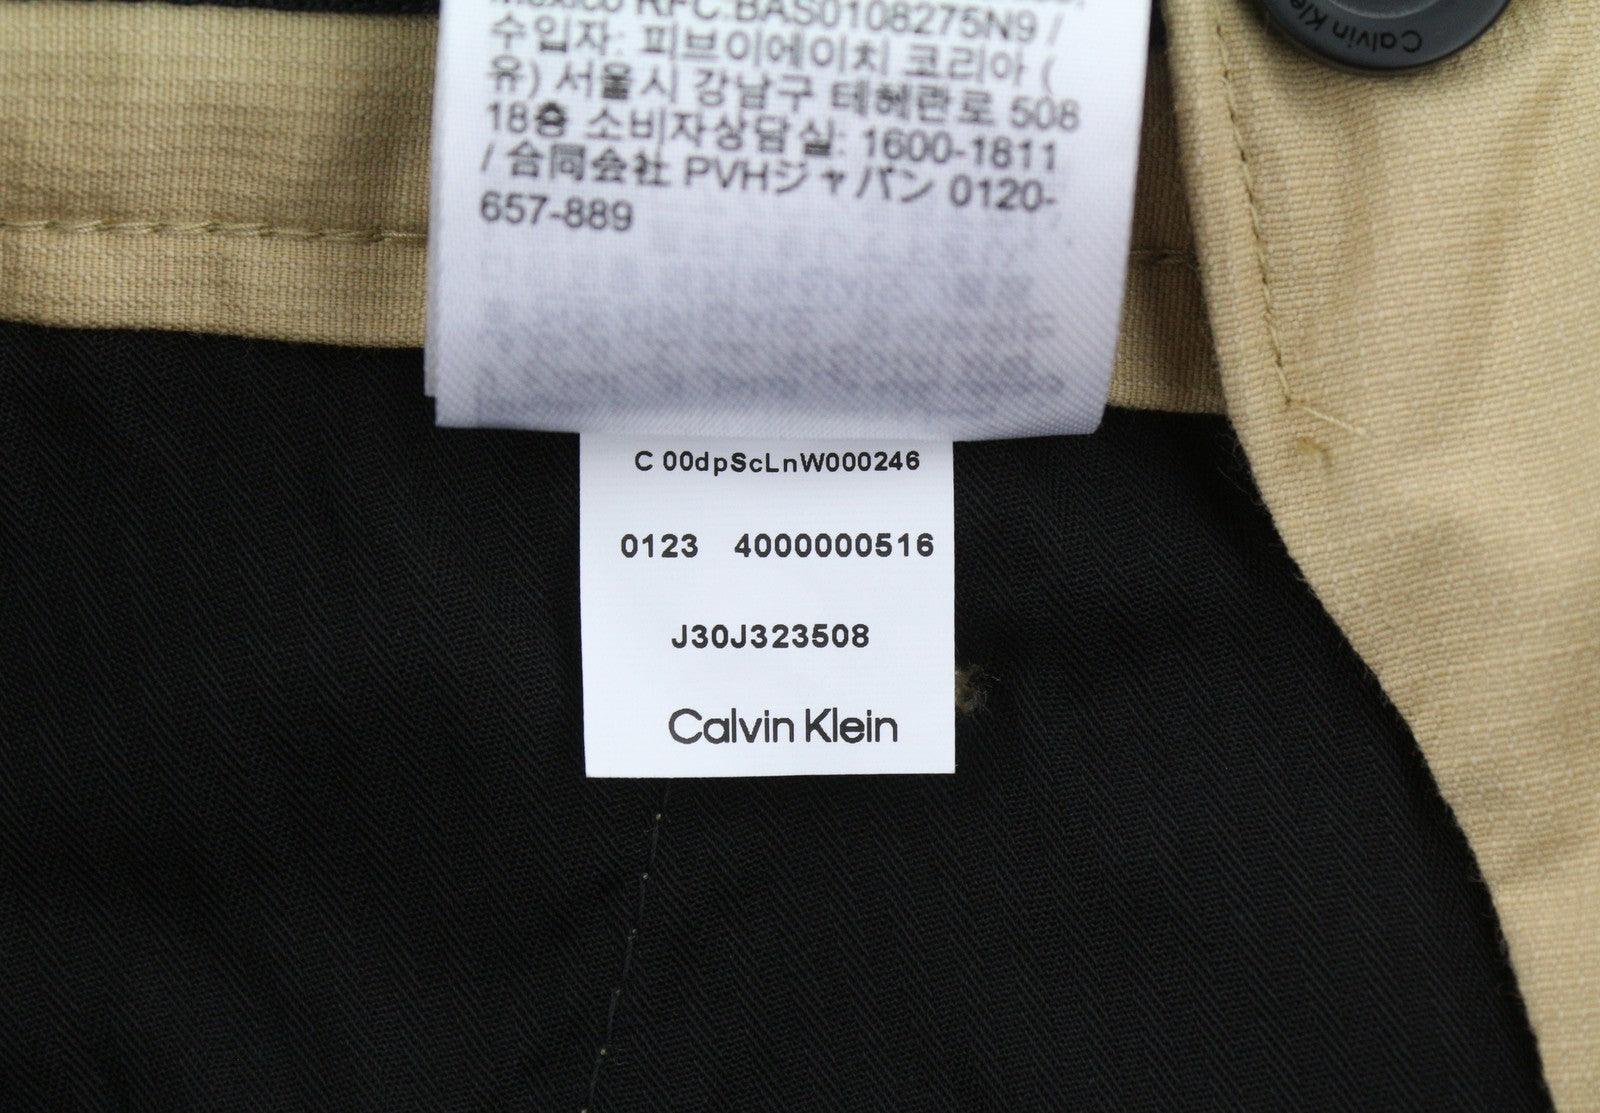 Mexico RFC:BAS0108275N9 /
수입자: 피브이에이치 코리아 (
유) 서울시 강남구 테헤란로 508
18층 소비자상담실: 1600-1811
/ 合同会社 PVHジャパン 0120-
657-889
C 00dpScLnW000246
0123 4000000516
J30J323508
Calvin Klein
Calvin Kle